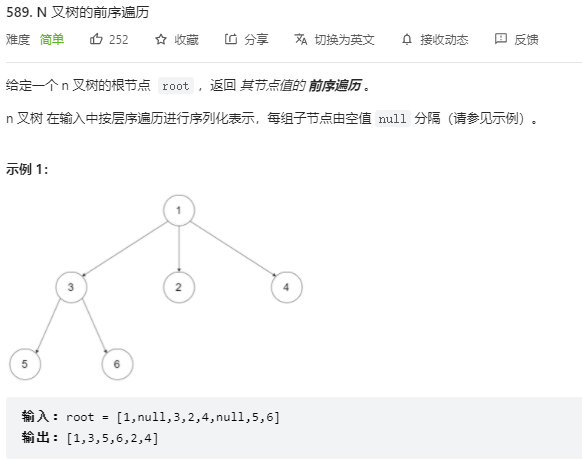 589. N 叉树的前序遍历
难度 简单 252 收藏 分享 切换为英文 接收动态 反馈
给定一个 n 叉树的根节点 root ，返回 其节点值的 前序遍历 。
n 叉树 在输入中按层序遍历进行序列化表示，每组子节点由空值 null 分隔（请参见示例）。
示例 1：
1
3 2 4
5 6
输入：root = [1,null,3,2,4,null,5,6]
输出：[1,3,5,6,2,4]